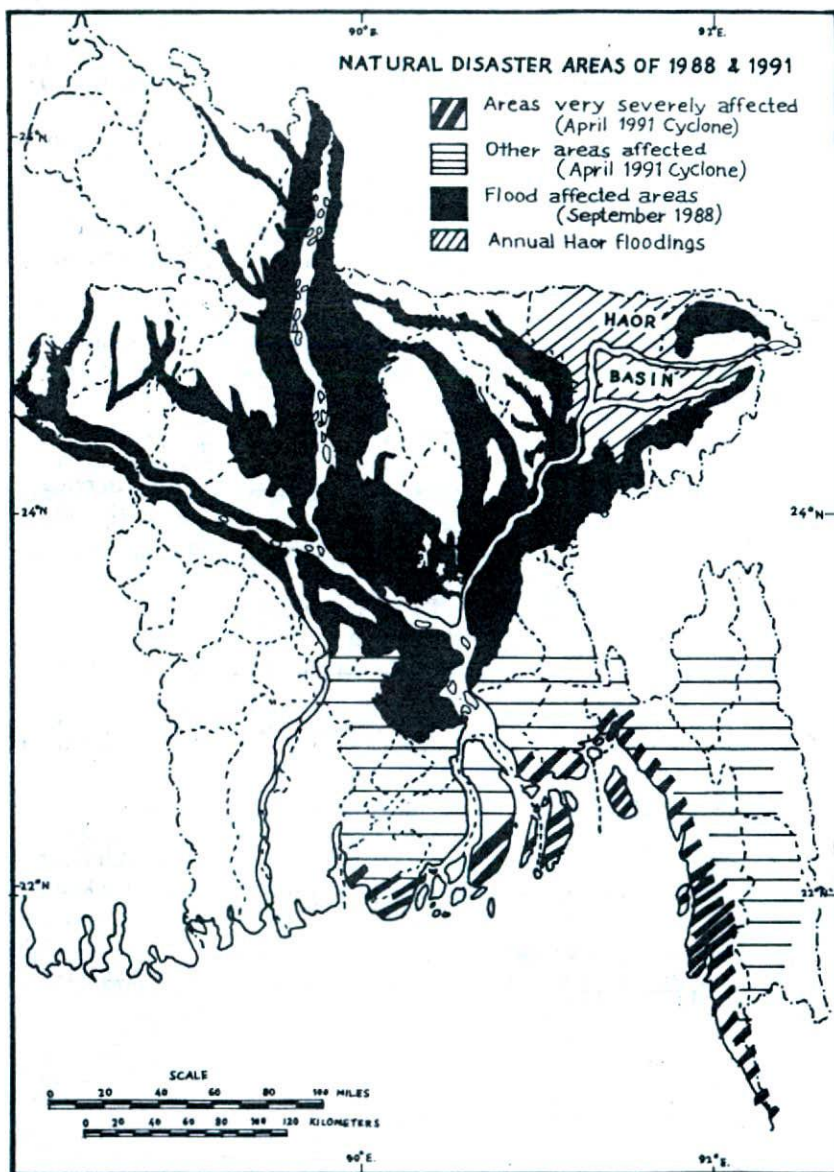 90°E.
92°E.
NATURAL DISASTER AREAS OF 1988 & 1991
Areas very severely affected
(April 1991 Cyclone)
Other areas affected
(April 1991 Cyclone)
Flood affected areas
(September 1988)
Annual Haor floodings
HAOR
BASIN
24°N
24°N
22°N
SCALE
0 20 40 60 80 100 MILES
0 20 40 60 80 100 120 KILOMETERS
90°E
92°E.